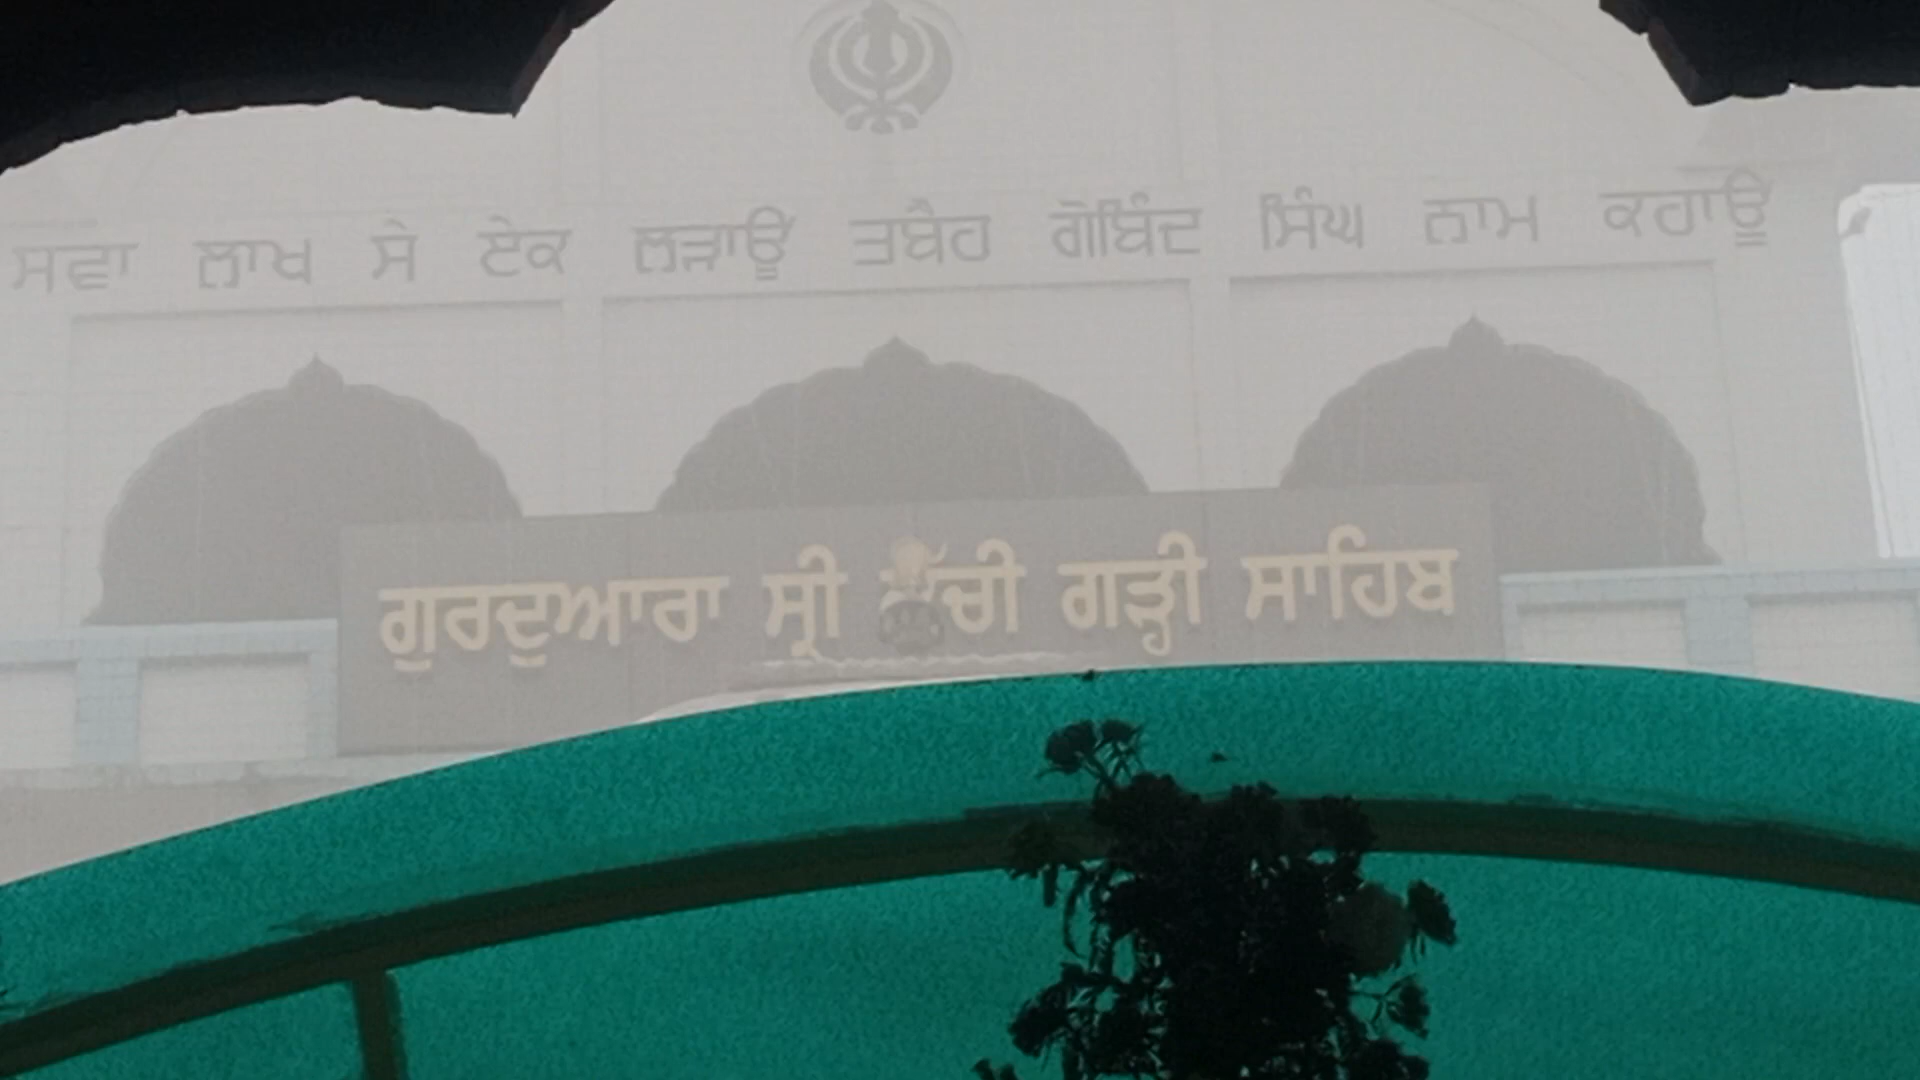 ਸਵਾ ਲਾਖ ਸੇ ਏਕ ਲੜਾਊਂ ਤਬੈਹ ਗੋਬਿੰਦ ਸਿੰਘ ਨਾਮ ਕਹਾਊਂ
ਗੁਰਦੁਆਰਾ ਸ੍ਰੀ ਗੜ੍ਹੀ ਸਾਹਿਬ